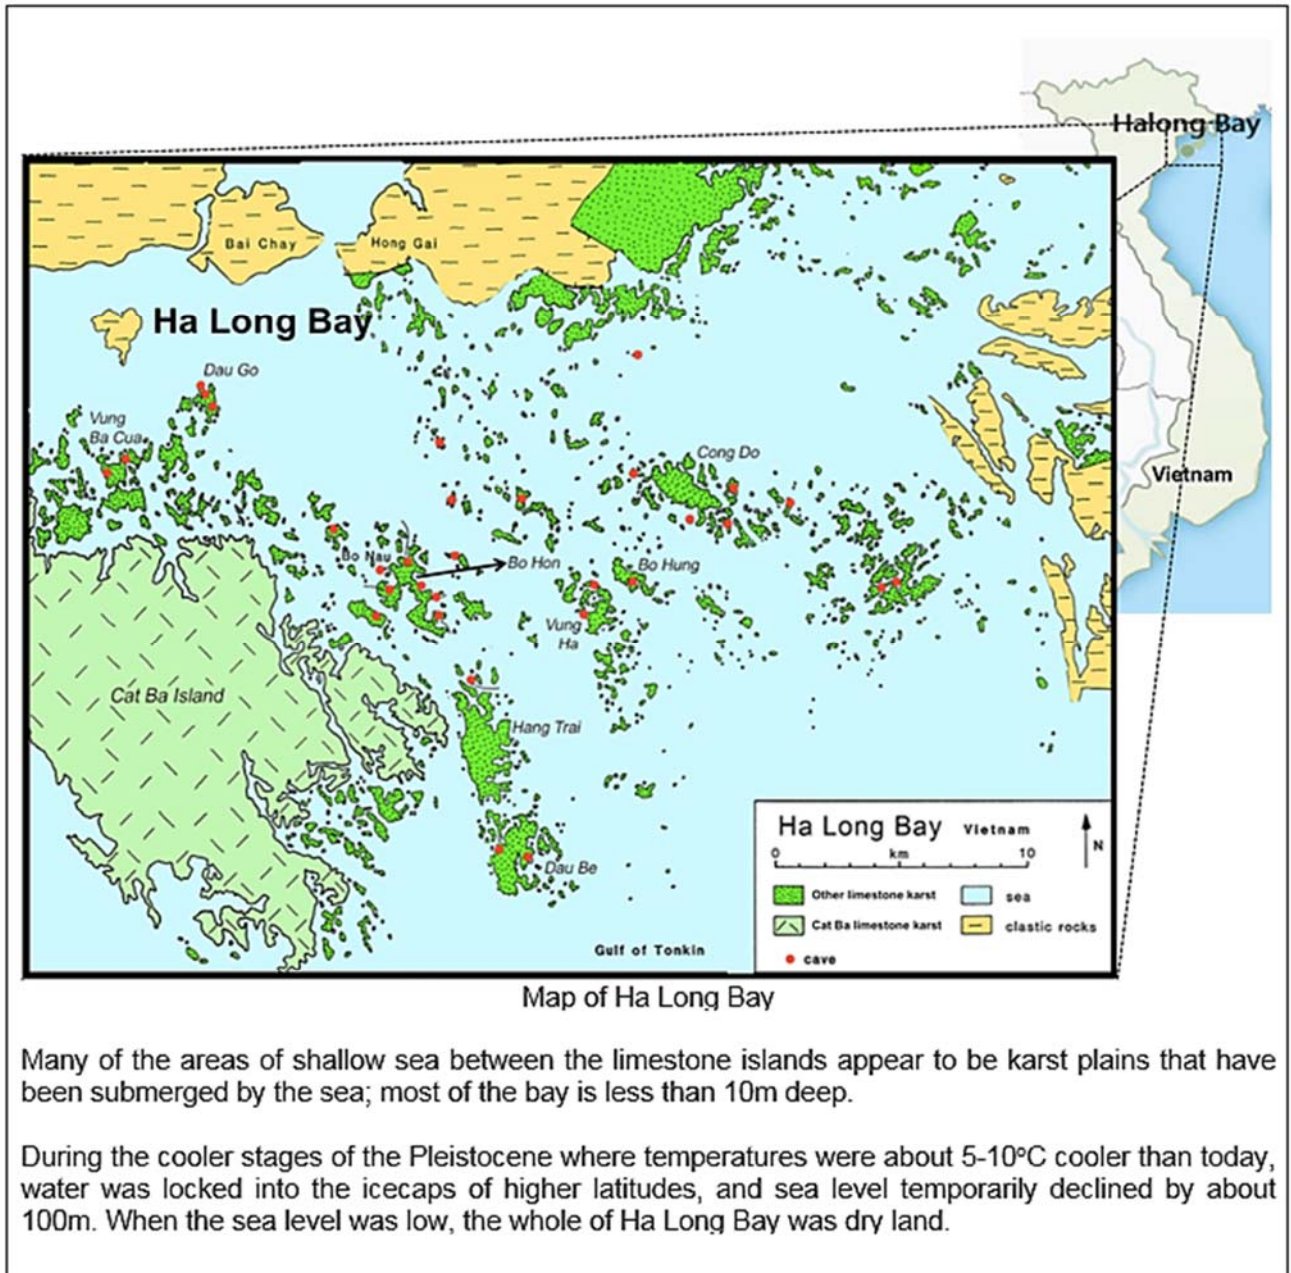 Halong Bay
Bai Chay
Hong Gai
Ha Long Bay
Dau Go
Vung
Ba Cua
Cong Do
Vietnam
Bo Nau
Bo Hon
Bo Hung
Vung
Ha
Cat Ba Island
Hang Trai
Dau Be
Gulf of Tonkin
Ha Long Bay Vietnam
0 km 10
N
Other limestone karst
sea
Cat Ba limestone karst
clastic rocks
cave
Map of Ha Long Bay
Many of the areas of shallow sea between the limestone islands appear to be karst plains that have
been submerged by the sea; most of the bay is less than 10m deep.
During the cooler stages of the Pleistocene where temperatures were about 5-10ºC cooler than today,
water was locked into the icecaps of higher latitudes, and sea level temporarily declined by about
100m. When the sea level was low, the whole of Ha Long Bay was dry land.